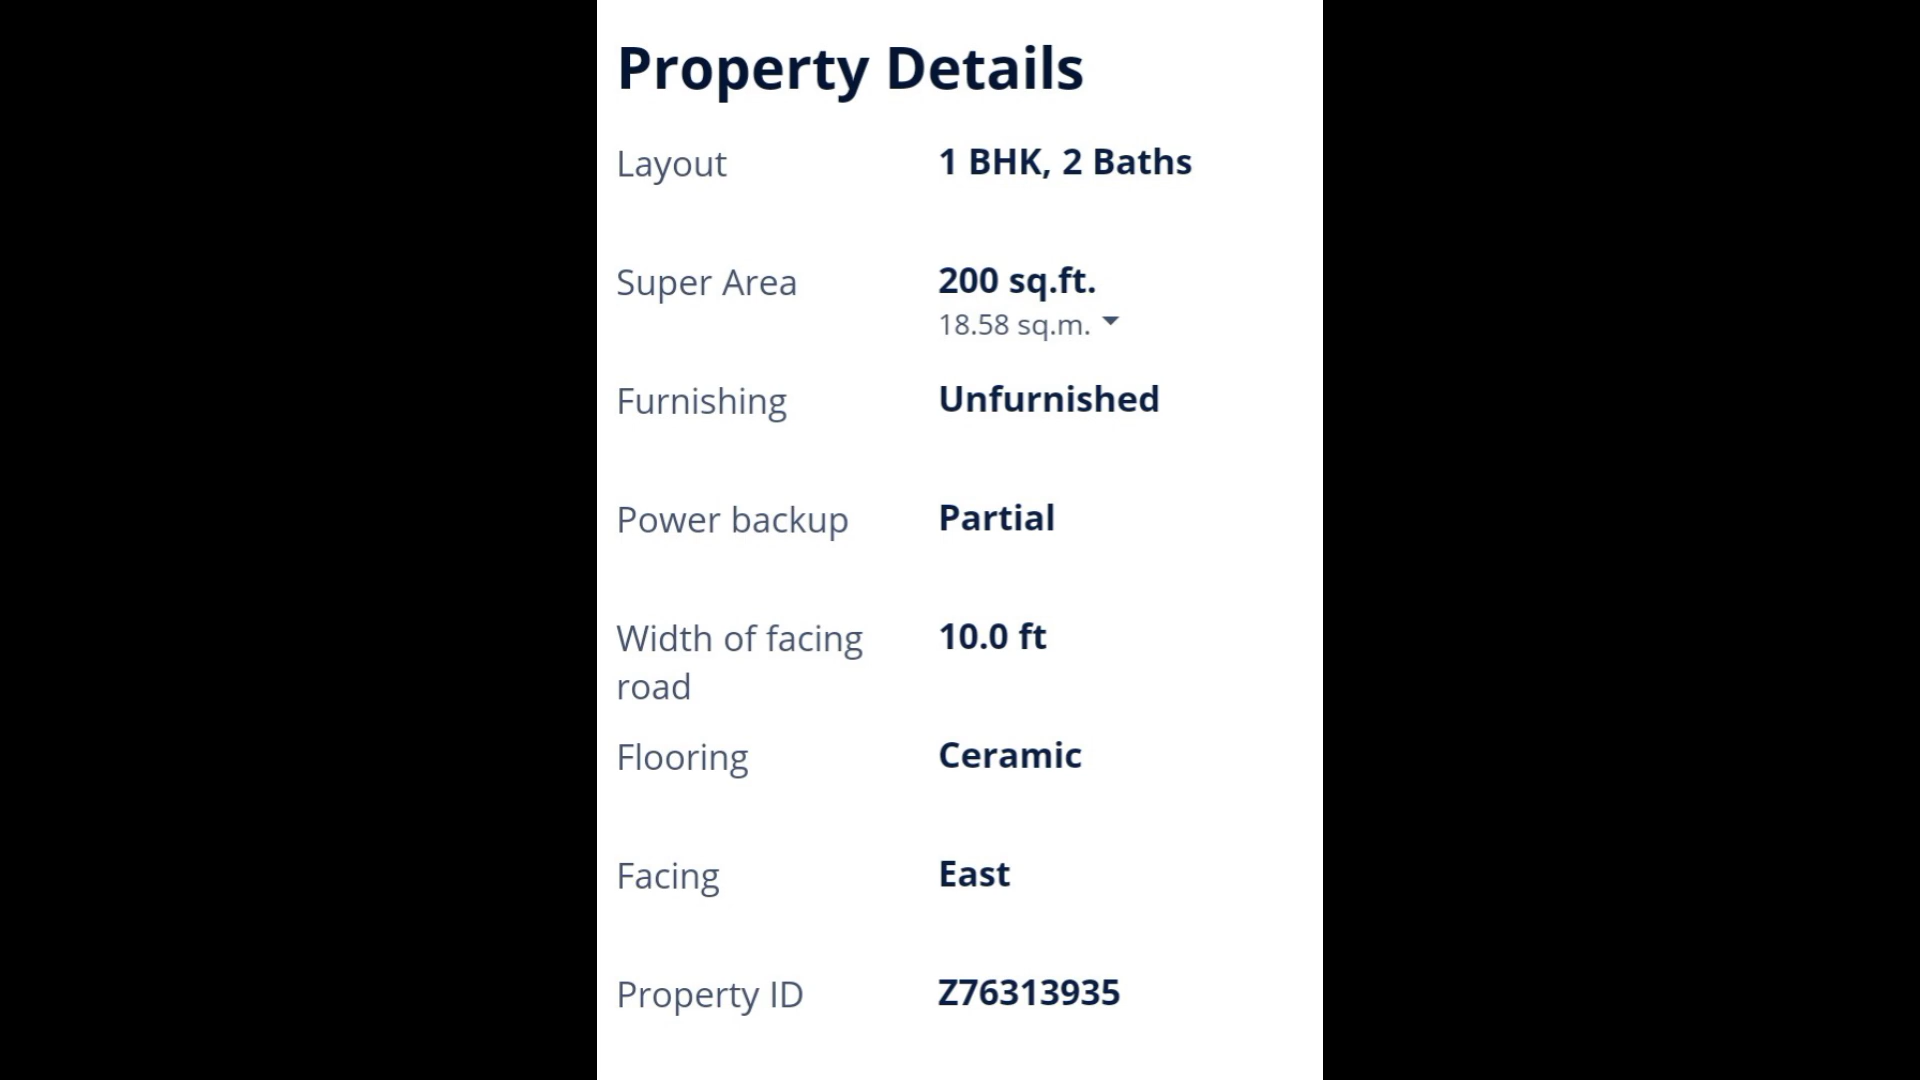 Property Details
Layout 1 BHK, 2 Baths
Super Area 200 sq.ft.
18.58 sq.m.
Furnishing Unfurnished
Power backup Partial
Width of facing 10.0 ft
road
Flooring Ceramic
Facing East
Property ID Z76313935